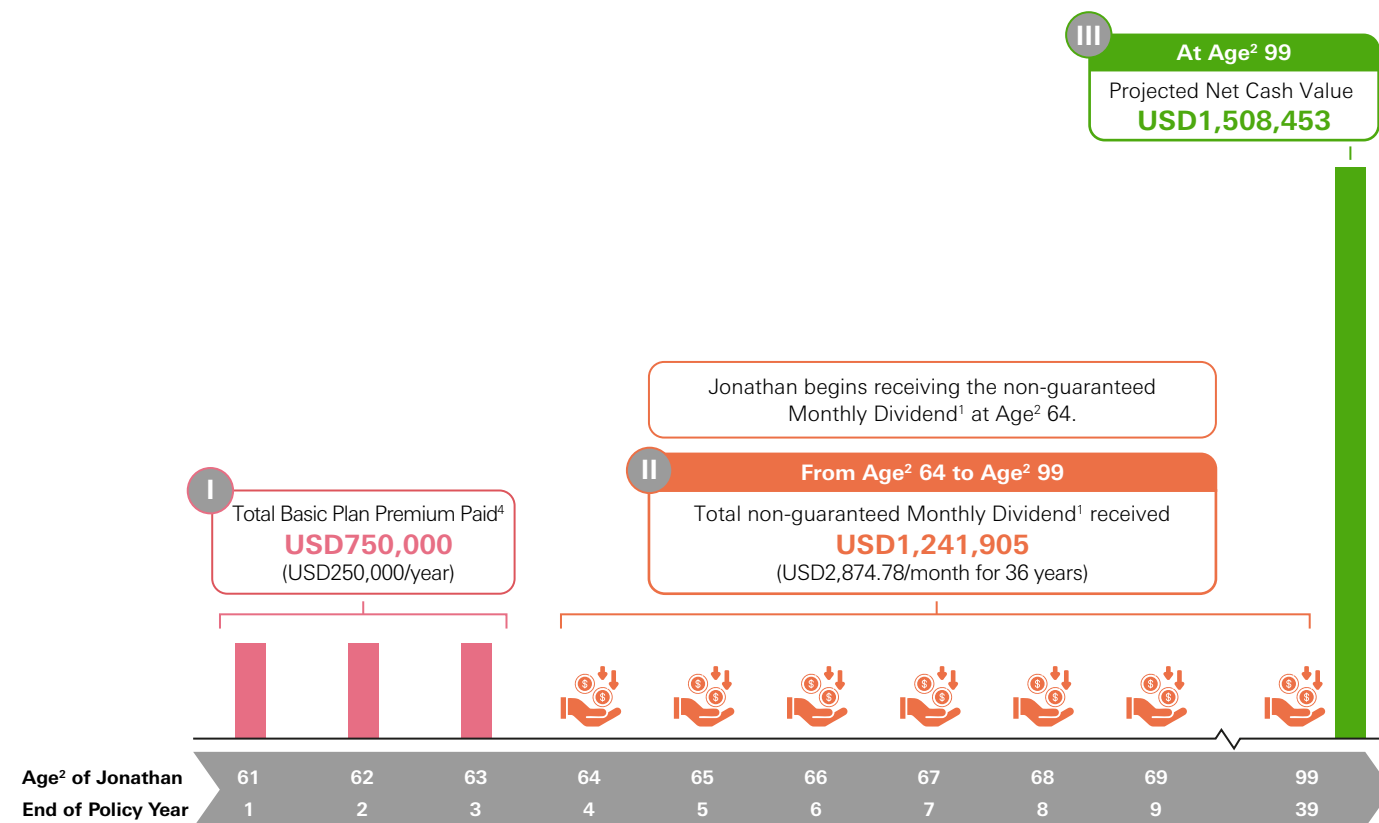 III
At Age² 99
Projected Net Cash Value
USD1,508,453
Jonathan begins receiving the non-guaranteed
Monthly Dividend¹ at Age² 64.
I
Total Basic Plan Premium Paid⁴
USD750,000
(USD250,000/year)
II
From Age² 64 to Age² 99
Total non-guaranteed Monthly Dividend¹ received
USD1,241,905
(USD2,874.78/month for 36 years)
$ $ $ $ $ $ $ $ $ $ $ $ $ $
Age² of Jonathan 61 62 63 64 65 66 67 68 69 99
End of Policy Year 1 2 3 4 5 6 7 8 9 39